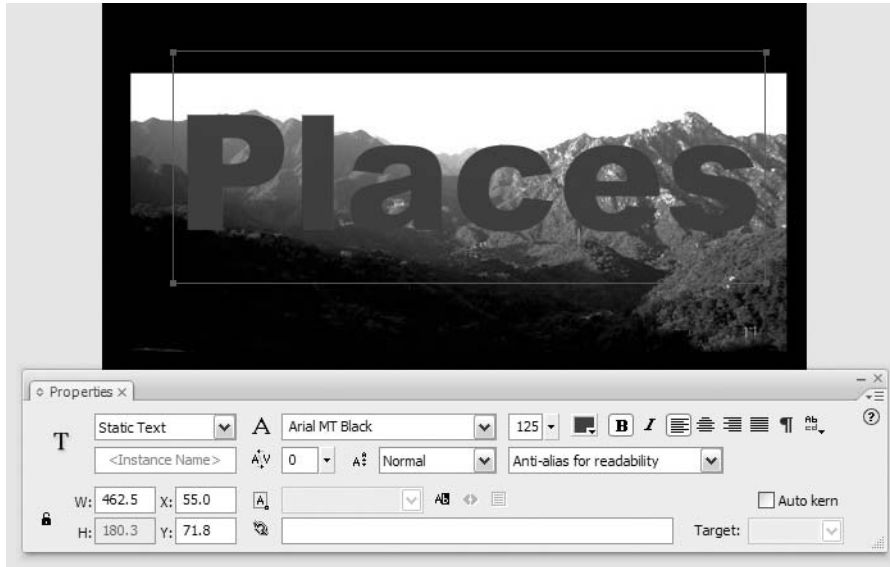 Places
Properties
Static Text A Arial MT Black 125 B I
<Instance Name> 0 Normal Anti-alias for readability
W: 462.5 X: 55.0 Auto kern
H: 180.3 Y: 71.8 Target: